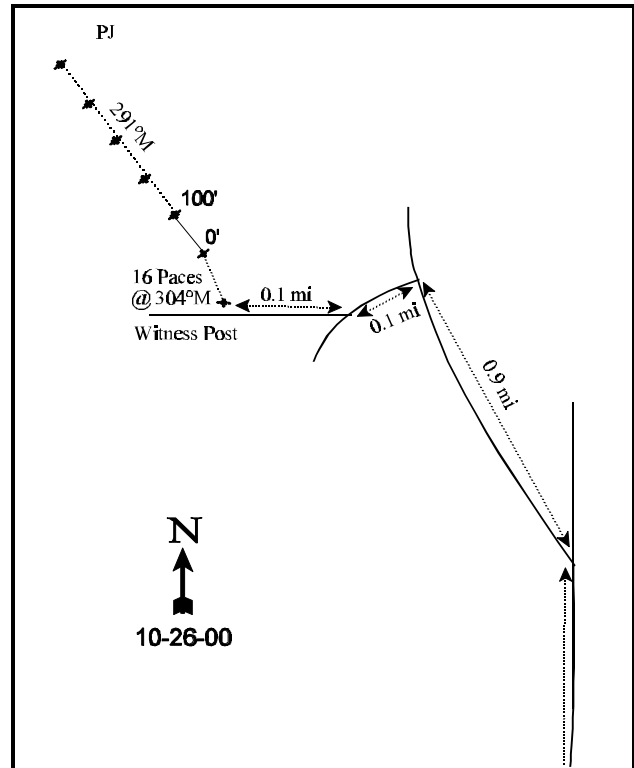 PJ
291°M
100'
0'
16 Paces
@ 304°M
0.1 mi
0.1 mi
Witness Post
0.9 mi
N
10-26-00